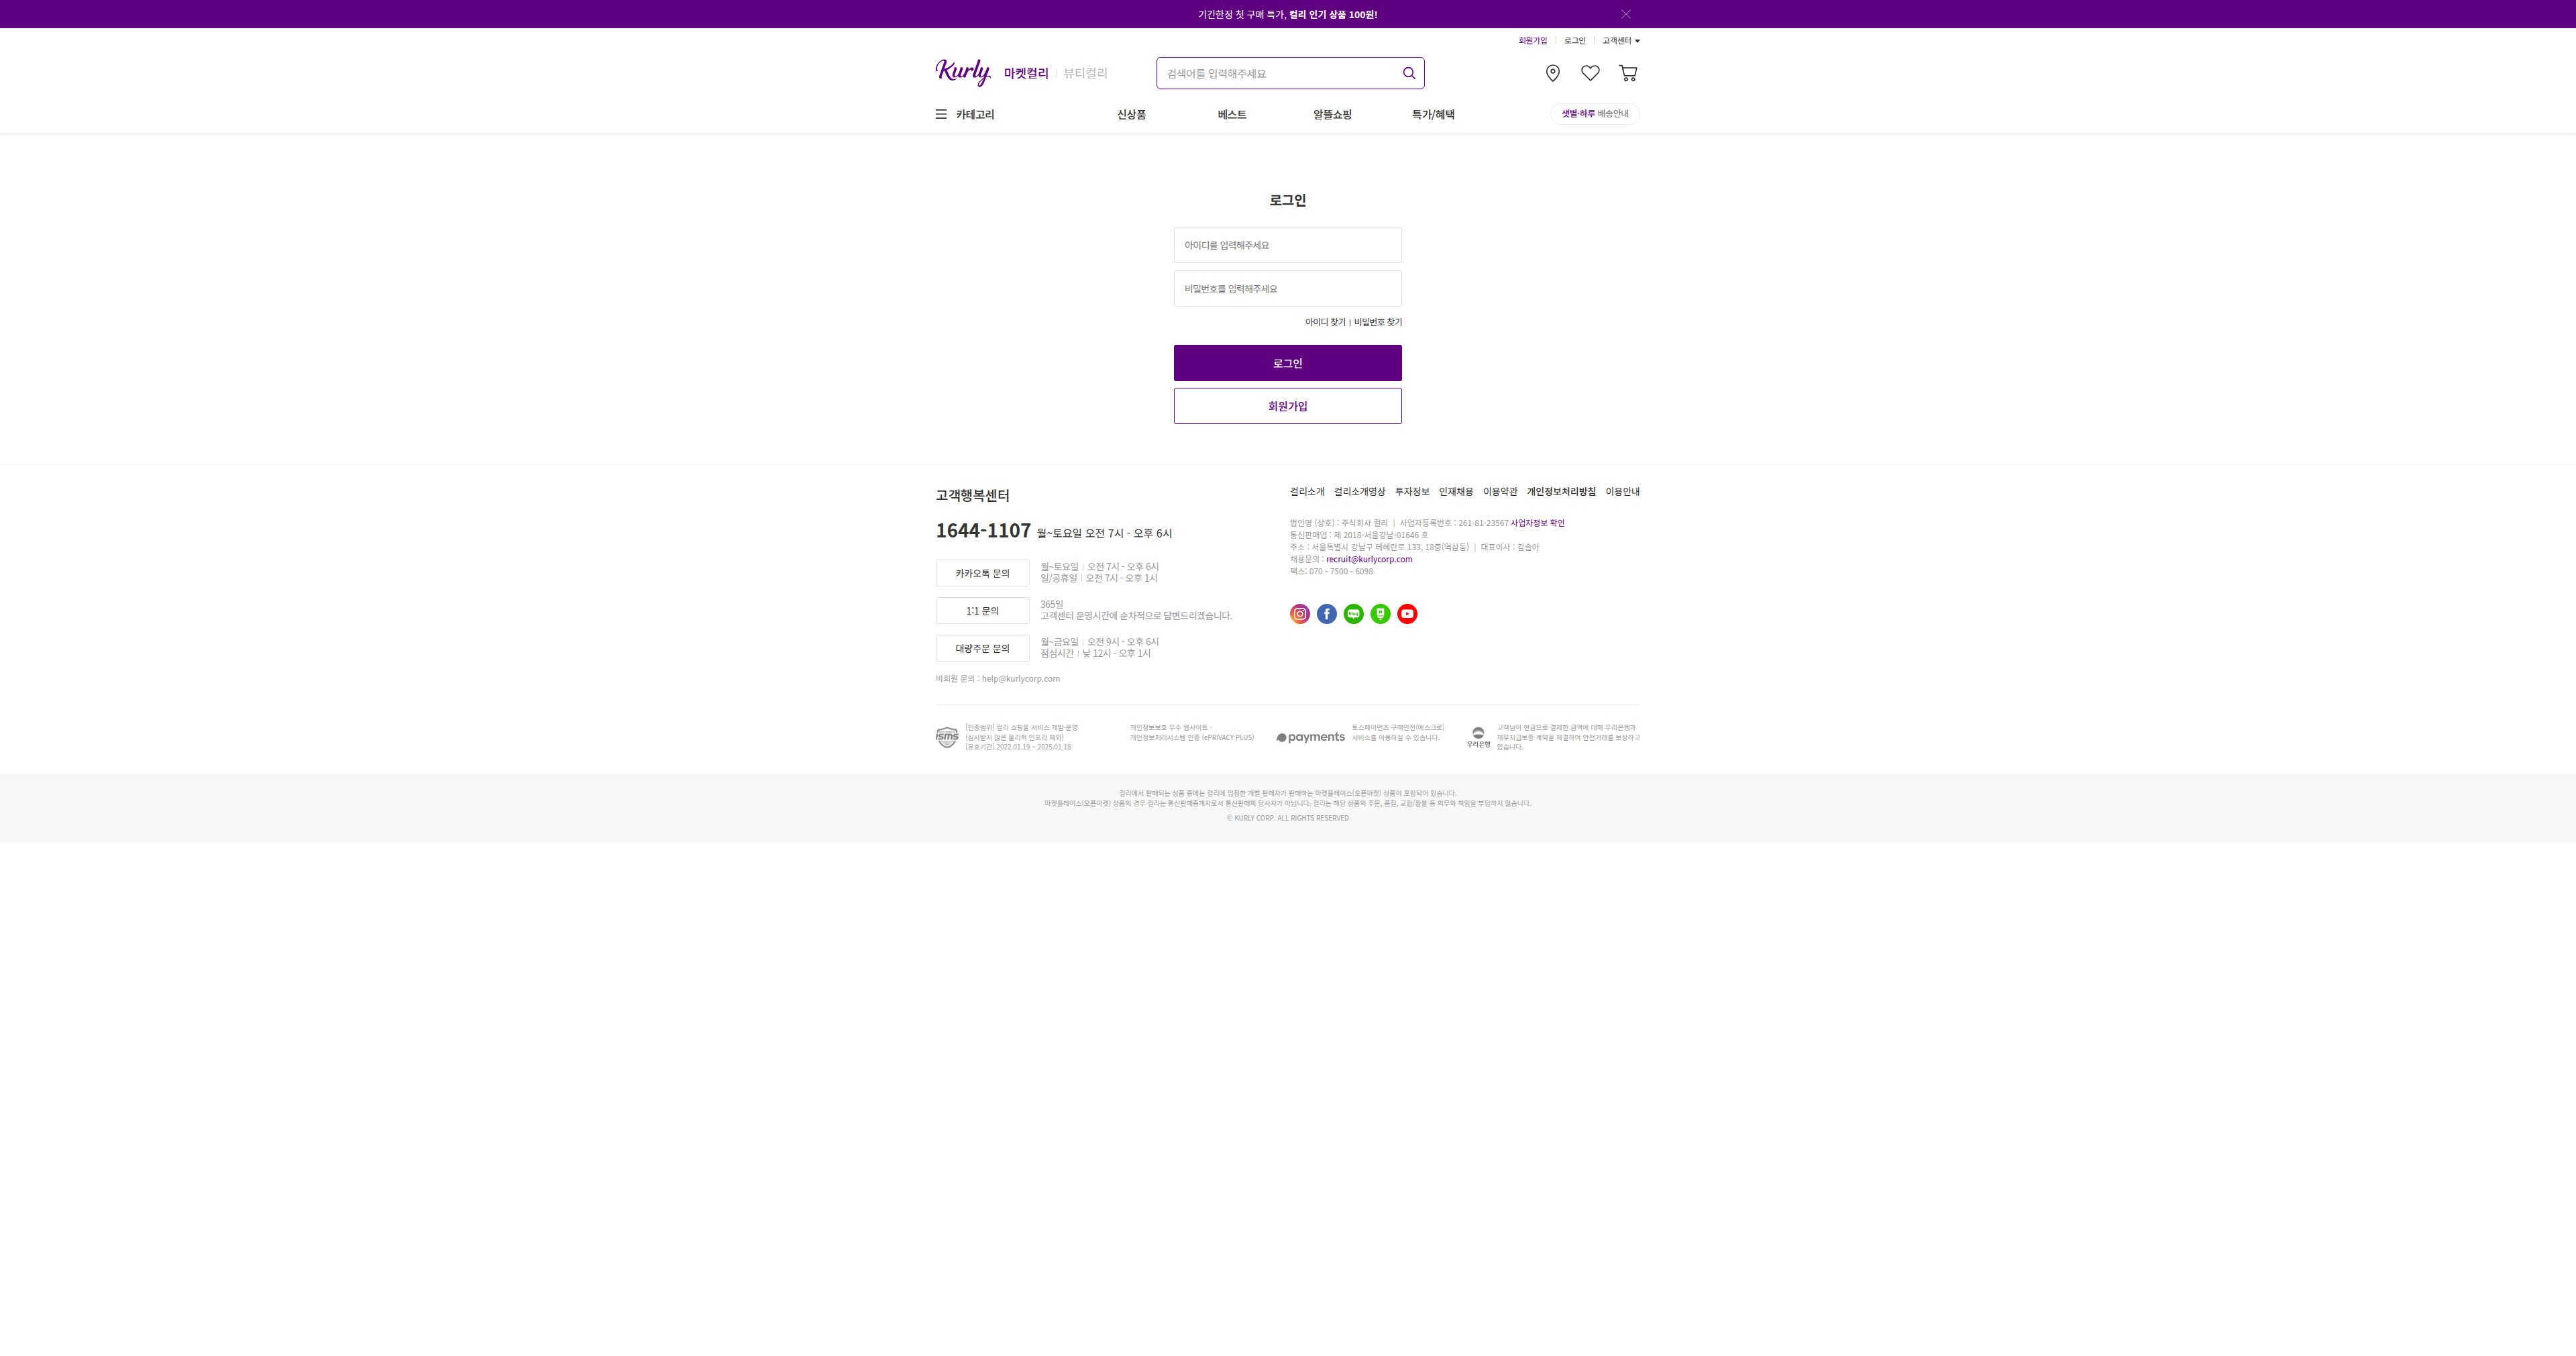 기간한정 첫 구매 특가, 컬리 인기 상품 100원!
회원가입 로그인 고객센터
Kurly 마켓컬리 뷰티컬리
검색어를 입력해주세요
카테고리 신상품 베스트 알뜰쇼핑 특가/혜택 샛별·하루 배송안내
로그인
아이디를 입력해주세요
비밀번호를 입력해주세요
아이디 찾기 | 비밀번호 찾기
로그인
회원가입
고객행복센터
1644-1107 월~토요일 오전 7시 - 오후 6시
카카오톡 문의
월~토요일 | 오전 7시 - 오후 6시
일/공휴일 | 오전 7시 - 오후 1시
1:1 문의
365일
고객센터 운영시간에 순차적으로 답변드리겠습니다.
대량주문 문의
월~금요일 | 오전 9시 - 오후 6시
점심시간 | 낮 12시 - 오후 1시
비회원 문의 : help@kurlycorp.com
컬리소개 컬리소개영상 투자정보 인재채용 이용약관 개인정보처리방침 이용안내
법인명 (상호) : 주식회사 컬리 | 사업자등록번호 : 261-81-23567 사업자정보 확인
통신판매업 : 제 2018-서울강남-01646 호
주소 : 서울특별시 강남구 테헤란로 133, 18층(역삼동) | 대표이사 : 김슬아
채용문의 : recruit@kurlycorp.com
팩스: 070 - 7500 - 6098
blog
isms
[인증범위] 컬리 쇼핑몰 서비스 개발·운영
(심사받지 않은 물리적 인프라 제외)
[유효기간] 2022.01.19 ~ 2025.01.18
개인정보보호 우수 웹사이트 ·
개인정보처리시스템 인증 (ePRIVACY PLUS)
payments
토스페이먼츠 구매안전(에스크로)
서비스를 이용하실 수 있습니다.
우리은행
고객님이 현금으로 결제한 금액에 대해 우리은행과
채무지급보증 계약을 체결하여 안전거래를 보장하고
있습니다.
컬리에서 판매되는 상품 중에는 컬리에 입점한 개별 판매자가 판매하는 마켓플레이스(오픈마켓) 상품이 포함되어 있습니다.
마켓플레이스(오픈마켓) 상품의 경우 컬리는 통신판매중개자로서 통신판매의 당사자가 아닙니다. 컬리는 해당 상품의 주문, 품질, 교환/환불 등 의무와 책임을 부담하지 않습니다.
© KURLY CORP. ALL RIGHTS RESERVED